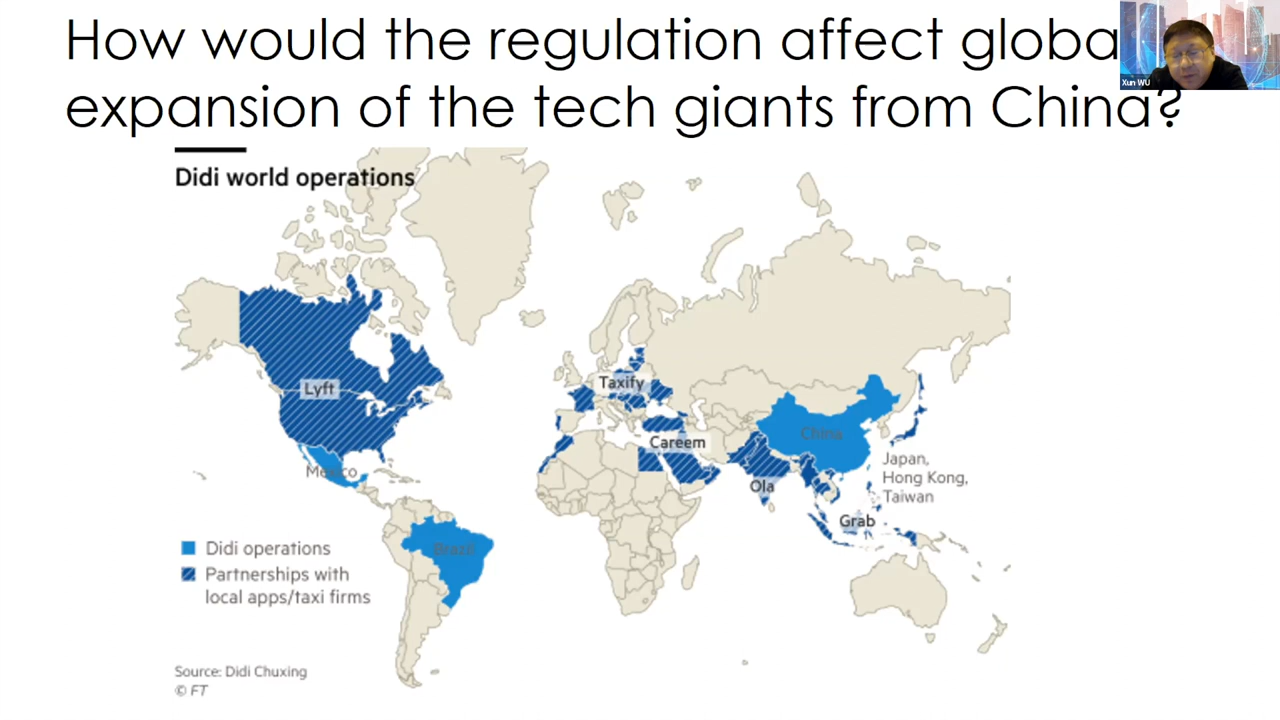 How would the regulation affect globa
expansion of the tech giants from China?
Xun WU
Didi world operations
Lyft
Taxify
Careem
China
Mexico
Ola
Japan,
Hong Kong,
Taiwan
Grab
Brazil
Didi operations
Partnerships with
local apps/taxi firms
Source: Didi Chuxing
© FT